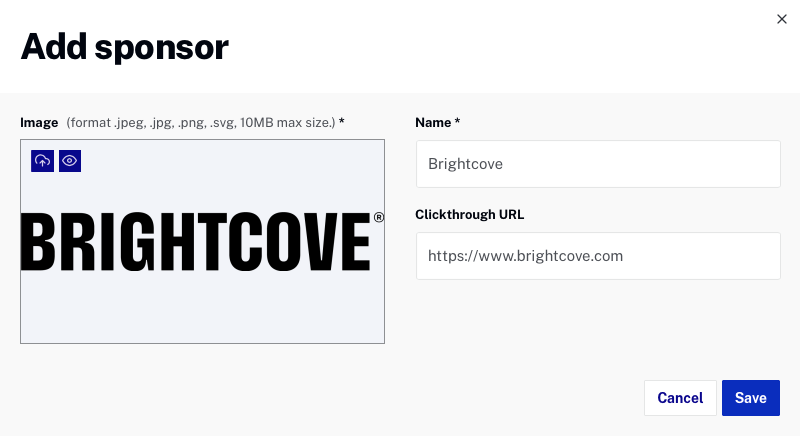 Add sponsor
Image (format .jpeg, .jpg, .png, .svg, 10MB max size.) *
BRIGHTCOVE®
Name *
Brightcove
Clickthrough URL
https://www.brightcove.com
Cancel
Save